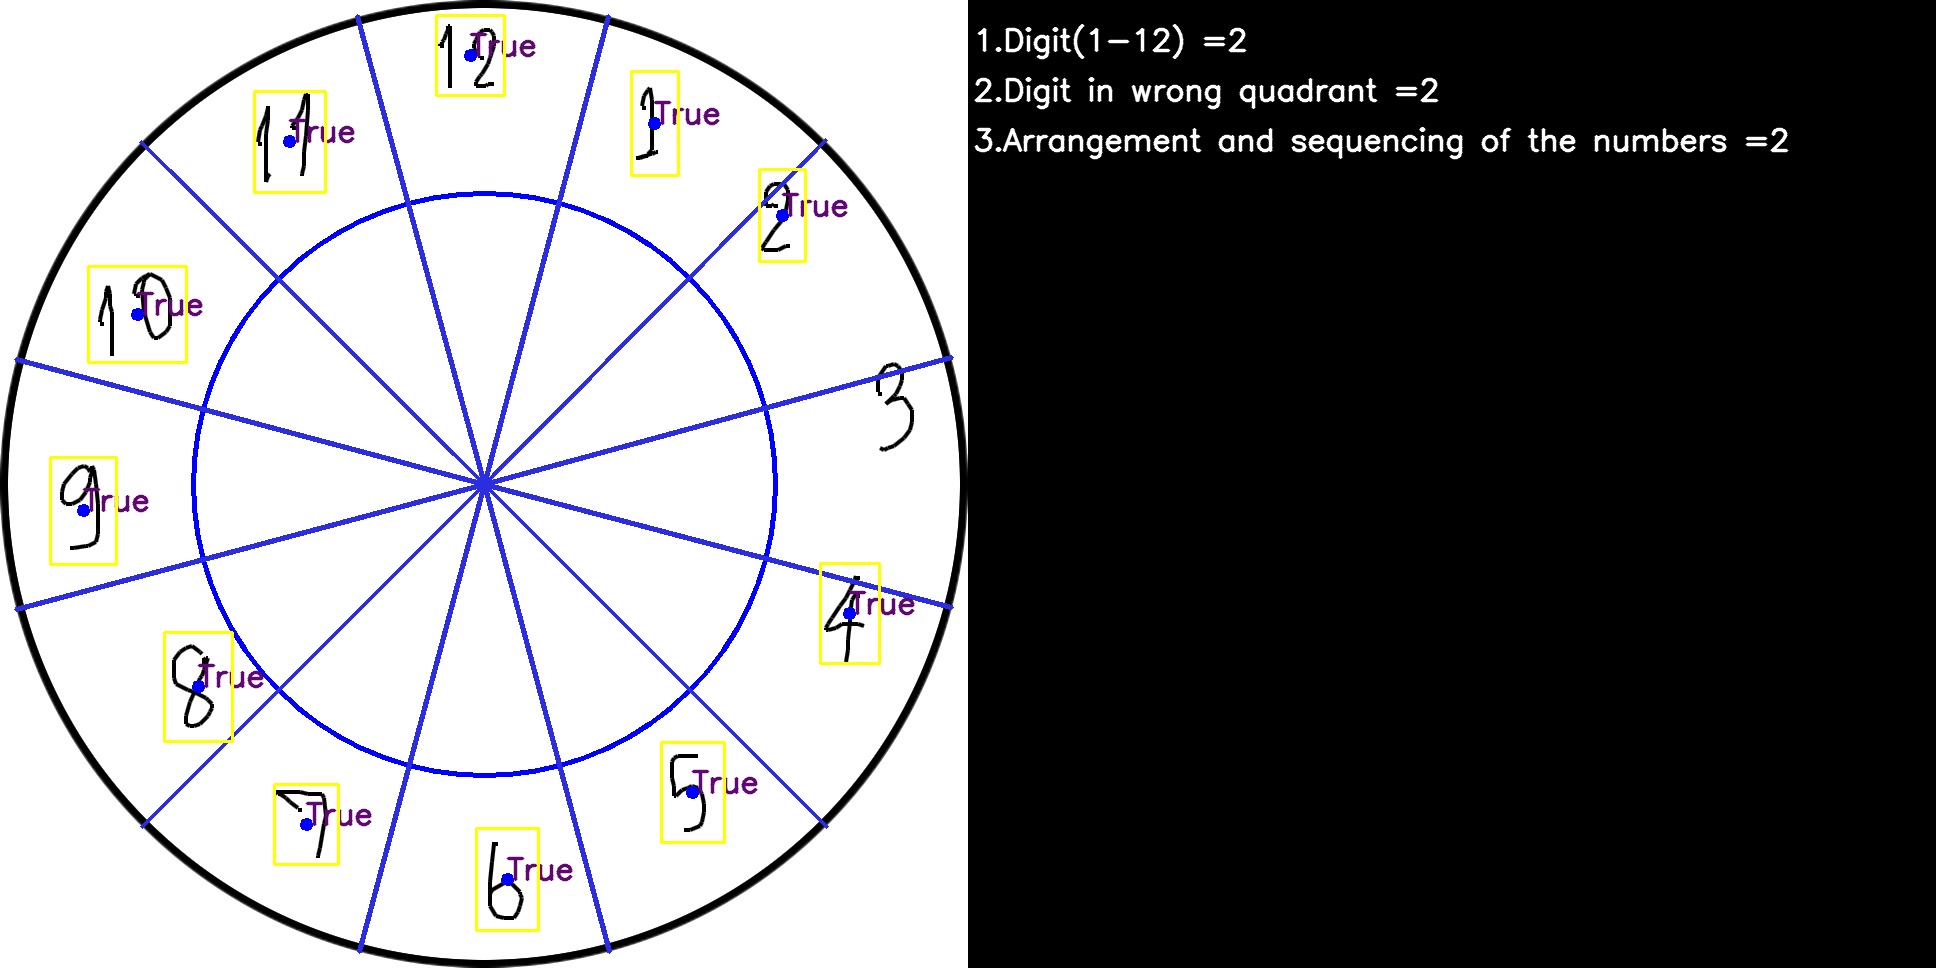 12 True
1 True
11 True
2 True
10 True
3
9 True
4 True
8 True
5 True
7 True
6 True
1.Digit(1-12) =2
2.Digit in wrong quadrant =2
3.Arrangement and sequencing of the numbers =2